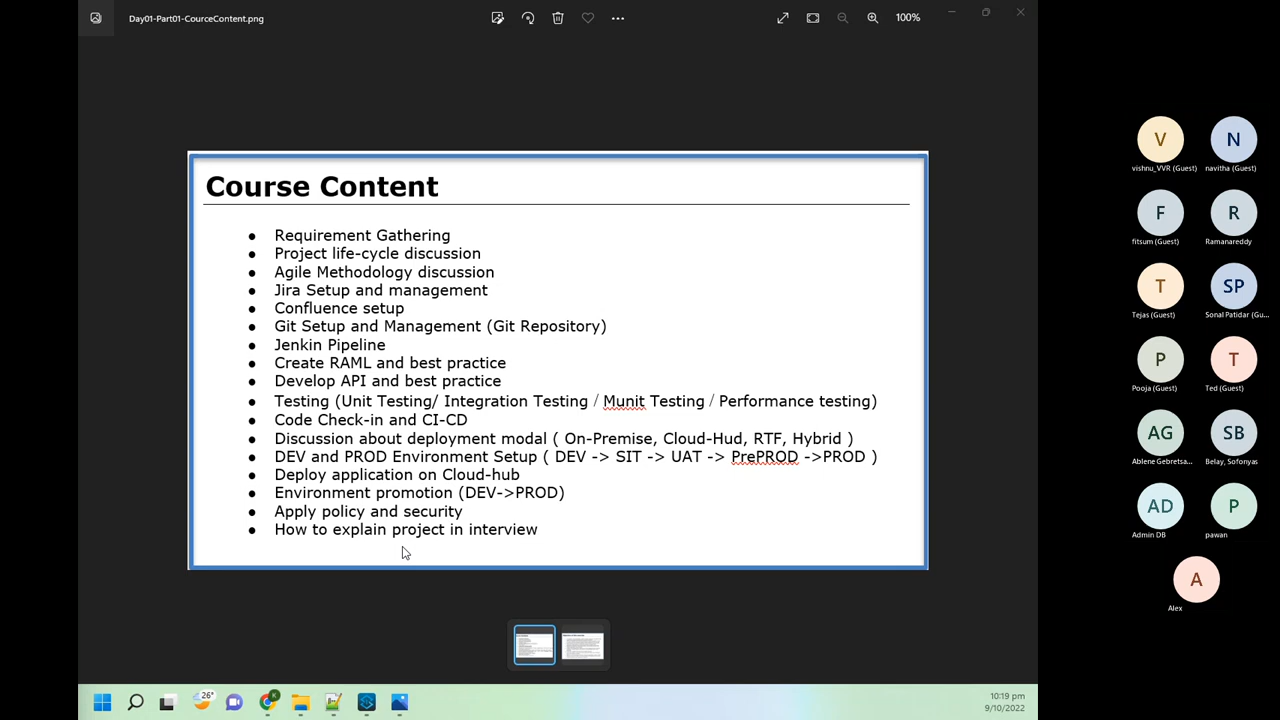 Day01-Part01-CourceContent.png
100%
Course Content
• Requirement Gathering
• Project life-cycle discussion
• Agile Methodology discussion
• Jira Setup and management
• Confluence setup
• Git Setup and Management (Git Repository)
• Jenkin Pipeline
• Create RAML and best practice
• Develop API and best practice
• Testing (Unit Testing/ Integration Testing / Munit Testing / Performance testing)
• Code Check-in and CI-CD
• Discussion about deployment modal ( On-Premise, Cloud-Hud, RTF, Hybrid )
• DEV and PROD Environment Setup ( DEV -> SIT -> UAT -> PrePROD ->PROD )
• Deploy application on Cloud-hub
• Environment promotion (DEV->PROD)
• Apply policy and security
• How to explain project in interview
V N
vishnu_VVR (Guest) navitha (Guest)
F R
fitsum (Guest) Ramanareddy
T SP
Tejas (Guest) Sonal Patidar (Gu...
P T
Pooja (Guest) Ted (Guest)
AG SB
Ablene Gebretsa... Belay, Sofonyas
AD P
Admin DB pawan
A
Alex
26°
K
10:19 pm
9/10/2022